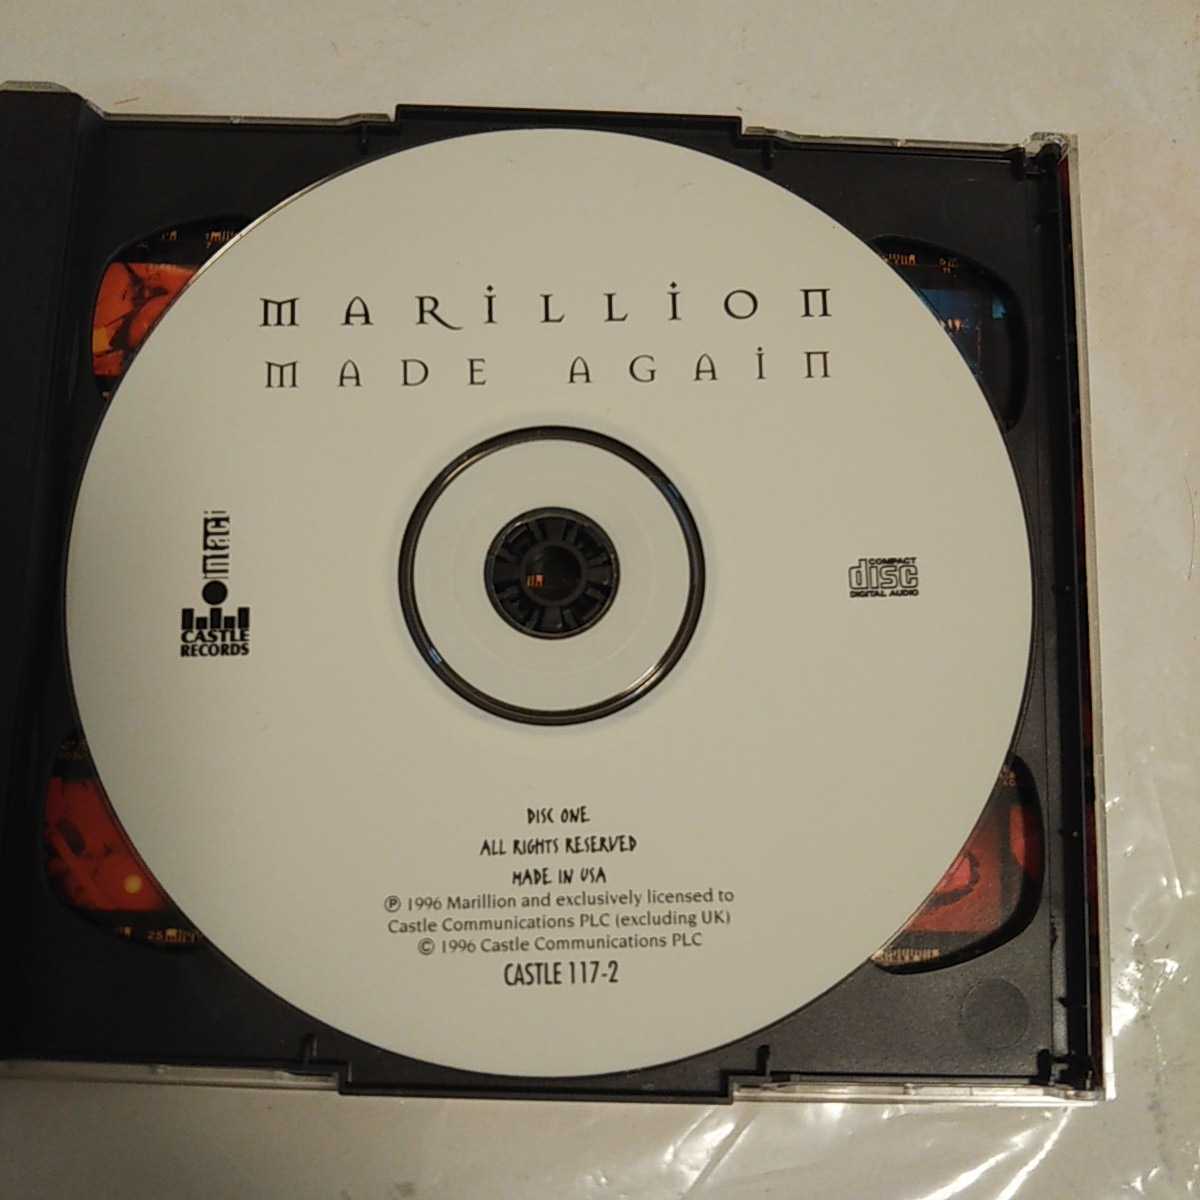 MARiLLiON
MADE AGAiN
intact
CASTLE
RECORDS
COMPACT
disc
DIGITAL AUDIO
DISC ONE
ALL RIGHTS RESERVED
MADE IN USA
℗ 1996 Marillion and exclusively licensed to
Castle Communications PLC (excluding UK)
© 1996 Castle Communications PLC
CASTLE 117-2